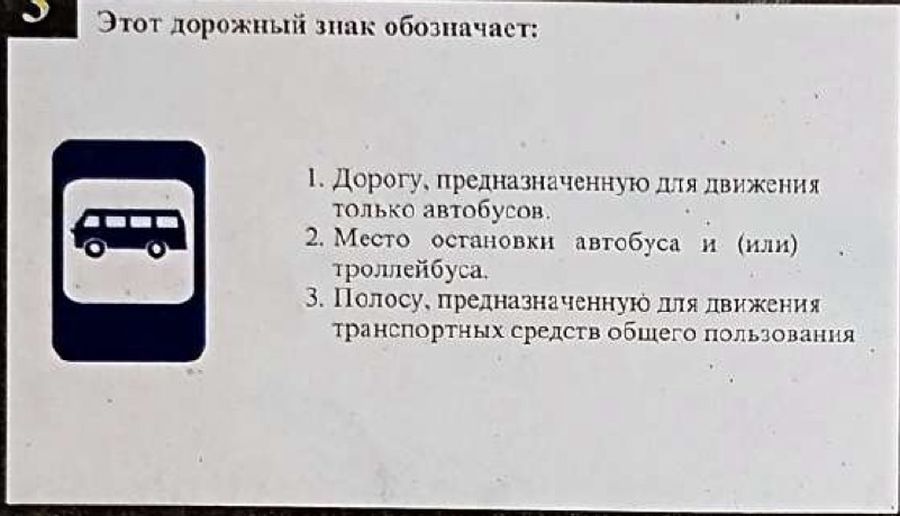 Этот дорожный знак обозначает:
1. Дорогу, предназначенную для движения
только автобусов.
2. Место остановки автобуса и (или)
троллейбуса.
3. Полосу, предназначенную для движения
транспортных средств общего пользования